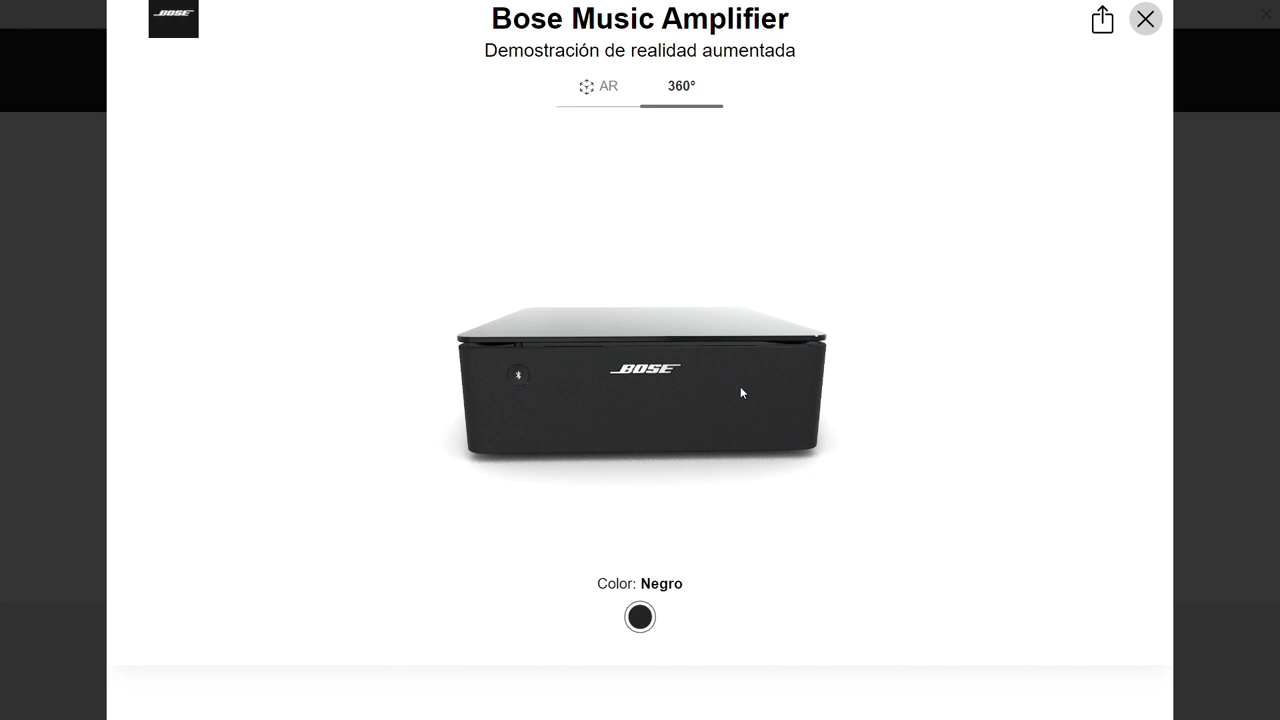 BOSE
Bose Music Amplifier
Demostración de realidad aumentada
AR
360°
BOSE
Color: Negro